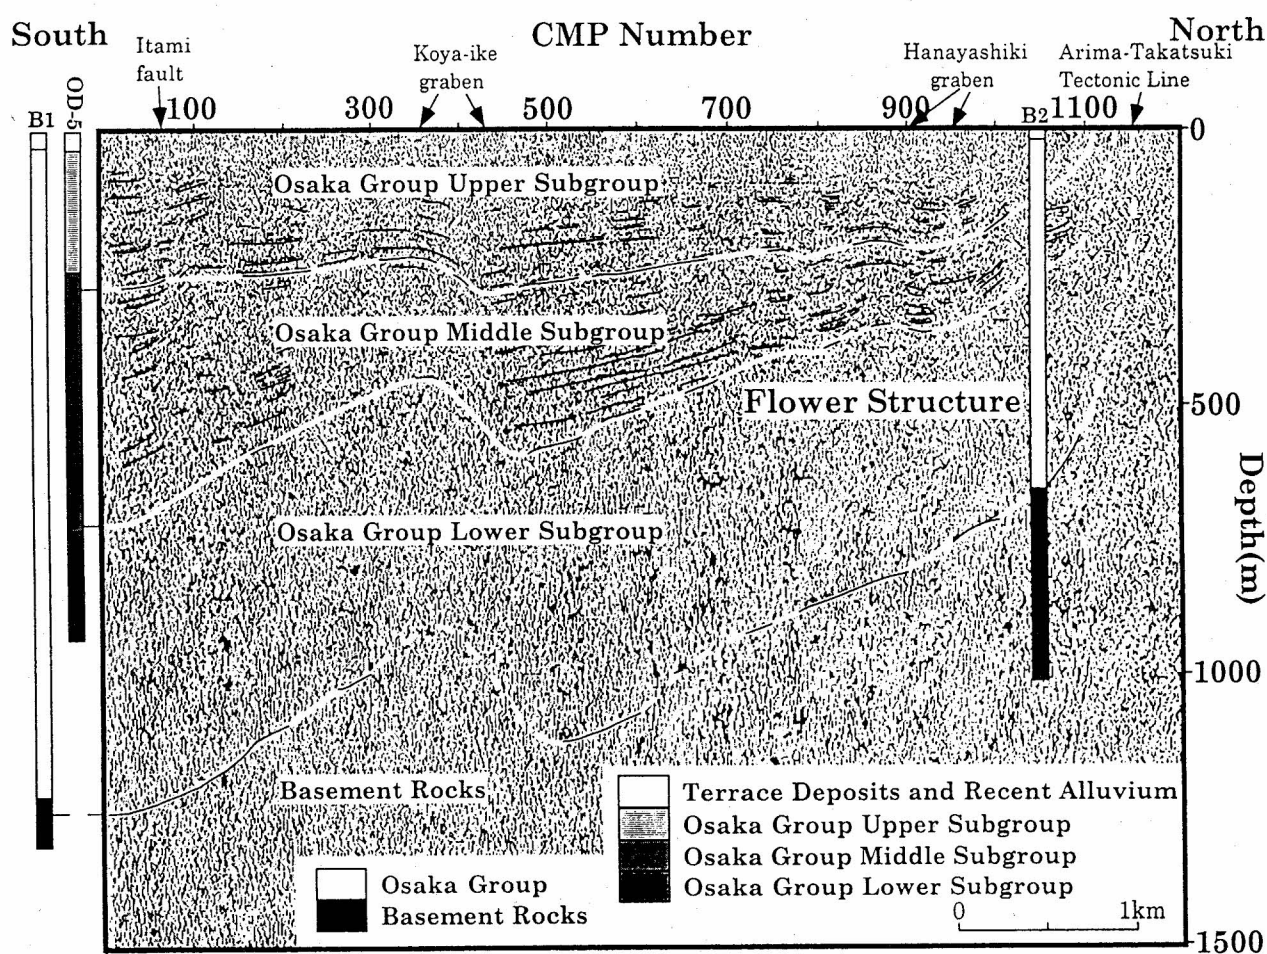 South
CMP Number
North
Itami
fault
Koya-ike
graben
Hanayashiki
graben
Arima-Takatsuki
Tectonic Line
B1
OD-5
100
300
500
700
900
B2
1100
0
Osaka Group Upper Subgroup
Osaka Group Middle Subgroup
Flower Structure
500
Depth(m)
Osaka Group Lower Subgroup
1000
Basement Rocks
Terrace Deposits and Recent Alluvium
Osaka Group Upper Subgroup
Osaka Group Middle Subgroup
Osaka Group Lower Subgroup
Osaka Group
Basement Rocks
0 1km
1500